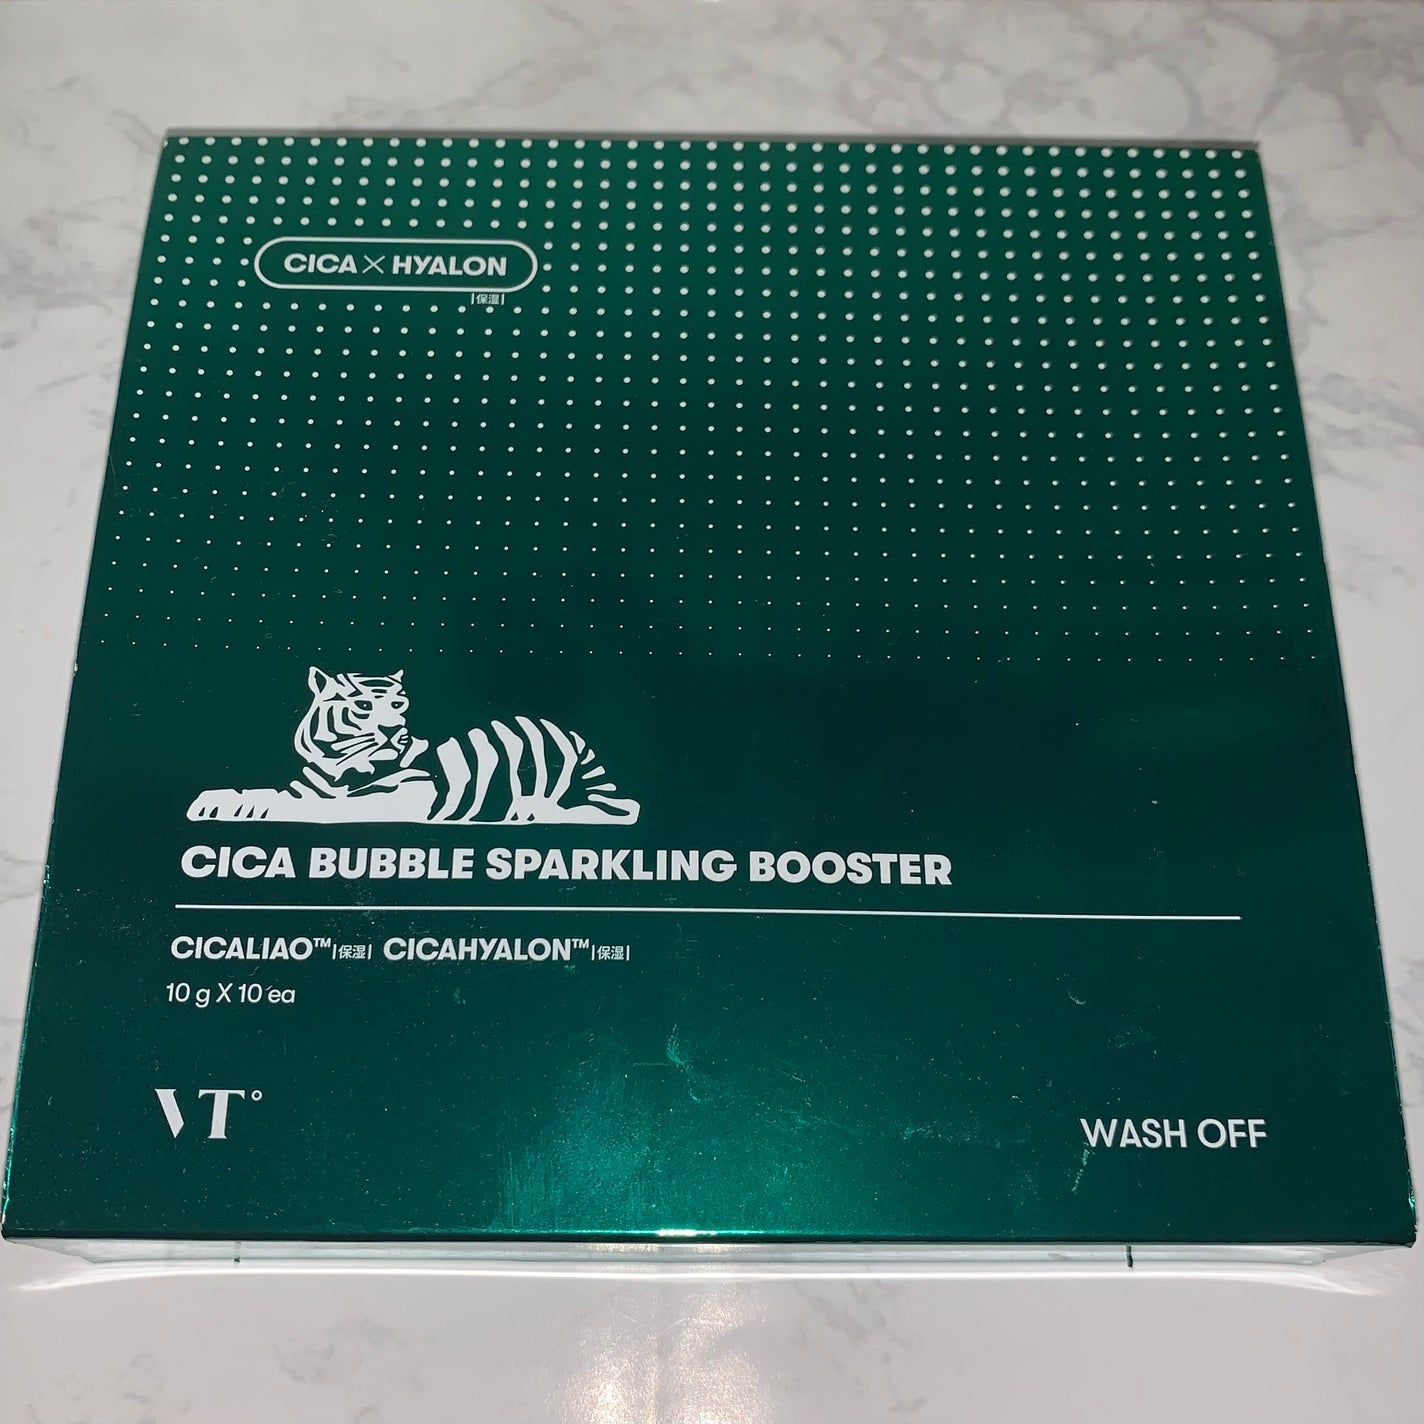 CICA×HYALON
|保湿|
CICA BUBBLE SPARKLING BOOSTER
CICALIAO™|保湿| CICAHYALON™|保湿|
10 g X 10 ea
VT°
WASH OFF